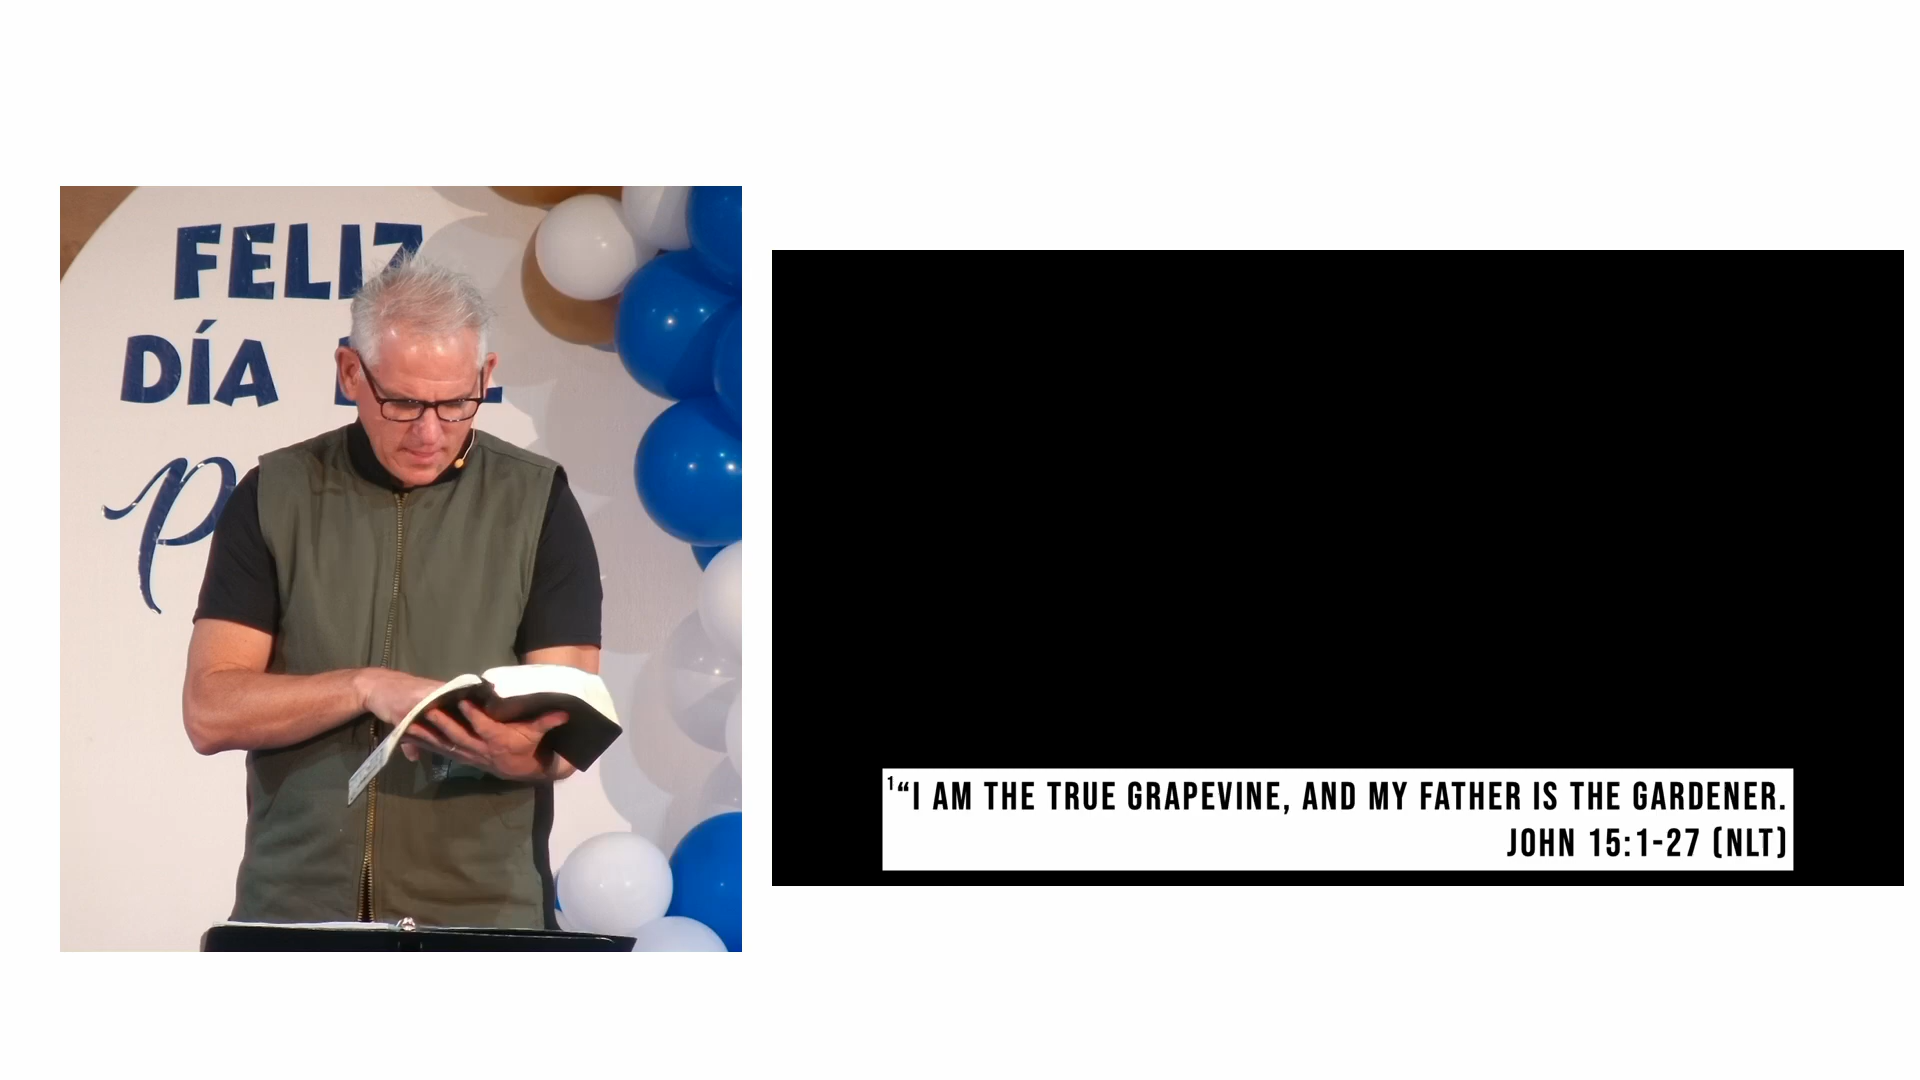 FELIZ
DÍA
¹“I AM THE TRUE GRAPEVINE, AND MY FATHER IS THE GARDENER.
JOHN 15:1-27 (NLT)